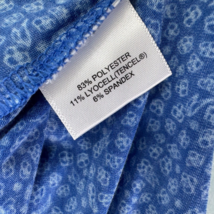 83% POLYESTER
11% LYOCELL(TENCEL®)
6% SPANDEX